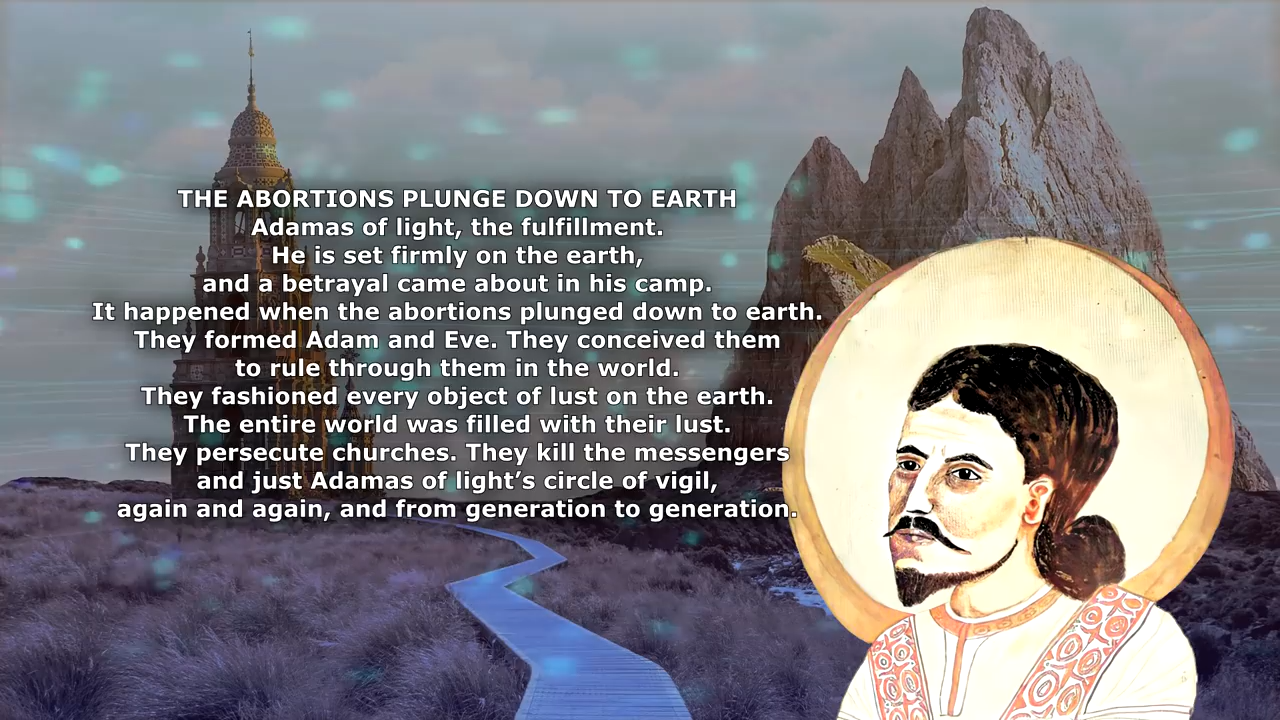 THE ABORTIONS PLUNGE DOWN TO EARTH
Adamas of light, the fulfillment.
He is set firmly on the earth,
and a betrayal came about in his camp.
It happened when the abortions plunged down to earth.
They formed Adam and Eve. They conceived them
to rule through them in the world.
They fashioned every object of lust on the earth.
The entire world was filled with their lust.
They persecute churches. They kill the messengers
and just Adamas of light’s circle of vigil,
again and again, and from generation to generation.